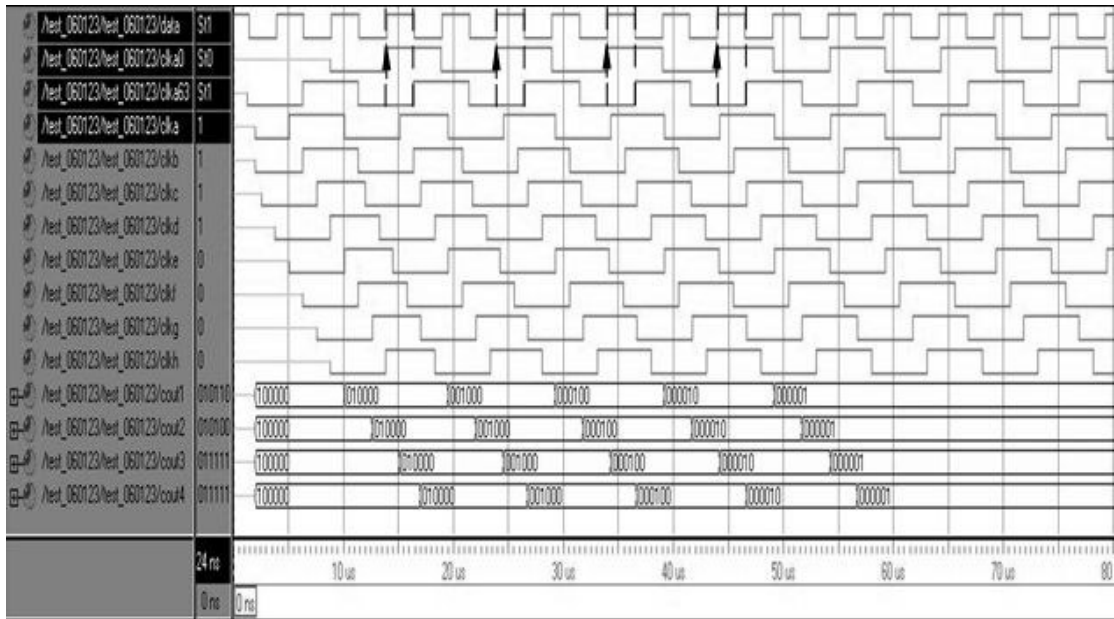 /test_060123/test_060123/data St1
/test_060123/test_060123/clka0 St0
/test_060123/test_060123/clka63 St1
/test_060123/test_060123/clka 1
/test_060123/test_060123/clkb 1
/test_060123/test_060123/clkc 1
/test_060123/test_060123/clkd 1
/test_060123/test_060123/clke 0
/test_060123/test_060123/clkf 0
/test_060123/test_060123/clkg 0
/test_060123/test_060123/clkh 0
/test_060123/test_060123/cout1 010110 100000 010000 001000 000100 000010 000001
/test_060123/test_060123/cout2 010100 100000 010000 001000 000100 000010 000001
/test_060123/test_060123/cout3 011111 100000 010000 001000 000100 000010 000001
/test_060123/test_060123/cout4 011111 100000 010000 001000 000100 000010 000001
24 ns 10 us 20 us 30 us 40 us 50 us 60 us 70 us 80
0 ns 0 ns